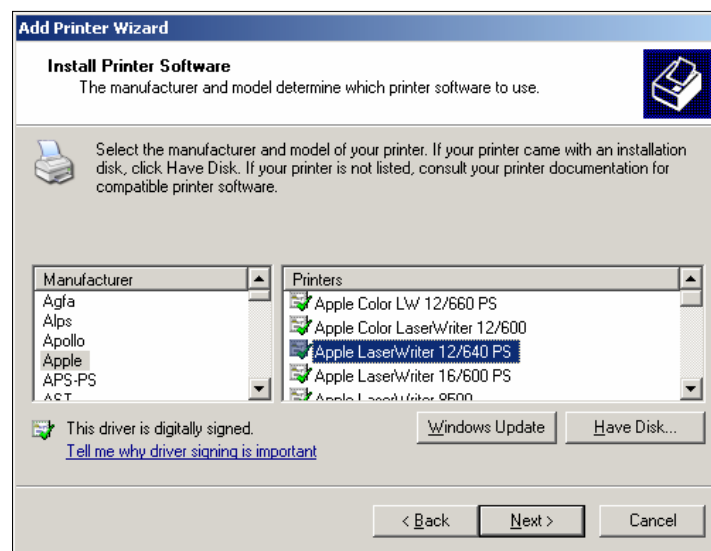 Add Printer Wizard
Install Printer Software
The manufacturer and model determine which printer software to use.
Select the manufacturer and model of your printer. If your printer came with an installation
disk, click Have Disk. If your printer is not listed, consult your printer documentation for
compatible printer software.
Manufacturer
Agfa
Alps
Apollo
Apple
APS-PS
AST
Printers
Apple Color LW 12/660 PS
Apple Color LaserWriter 12/600
Apple LaserWriter 12/640 PS
Apple LaserWriter 16/600 PS
Apple LaserWriter 8500
This driver is digitally signed.
Tell me why driver signing is important
Windows Update
Have Disk...
< Back
Next >
Cancel